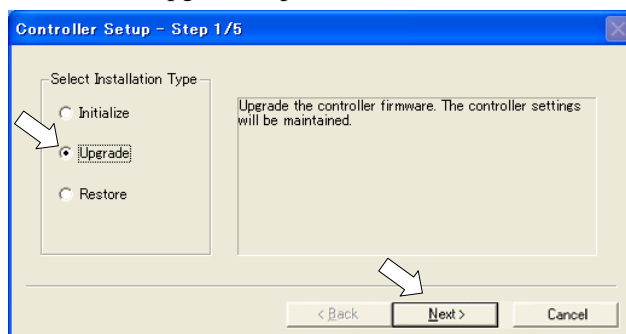 Controller Setup - Step 1/5
Select Installation Type
Initialize
Upgrade the controller firmware. The controller settings
will be maintained.
Upgrade
Restore
< Back
Next >
Cancel